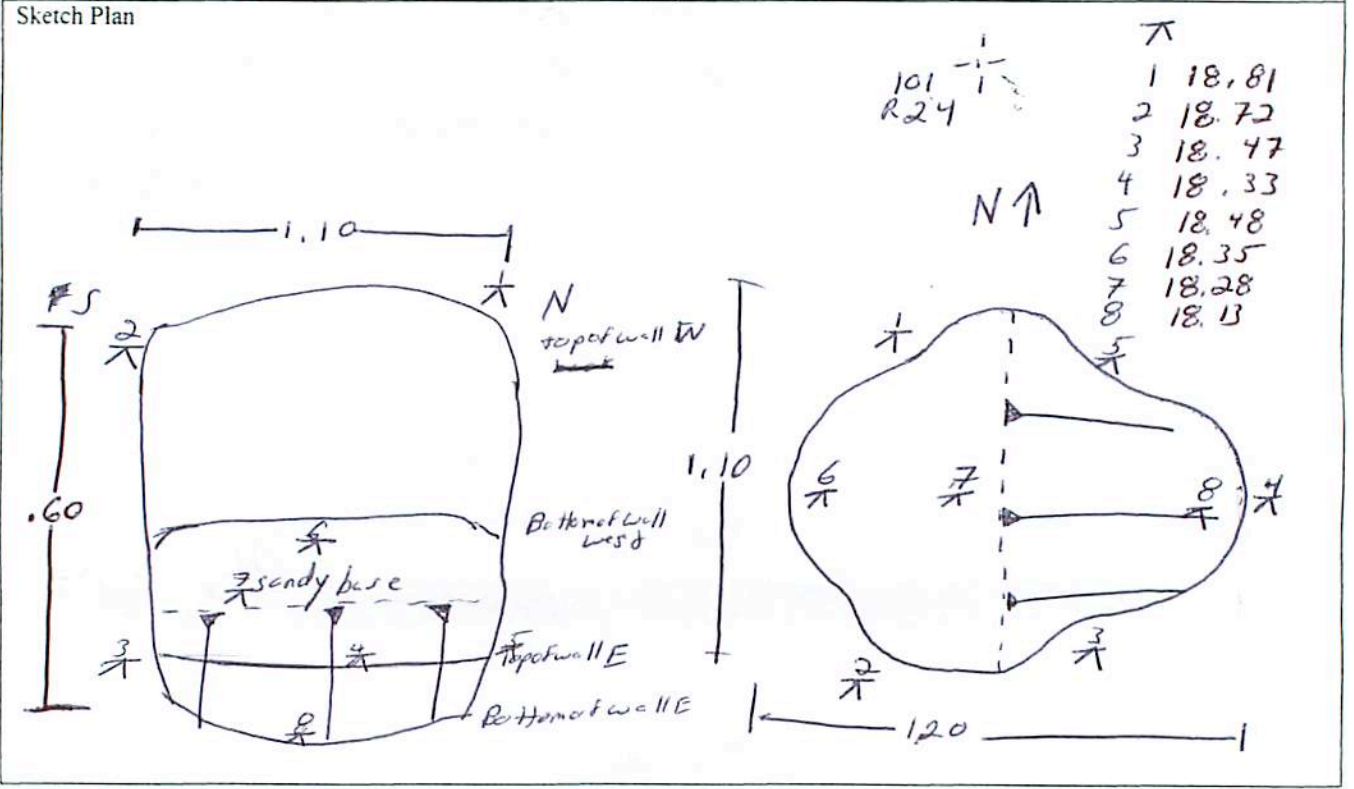 Sketch Plan
101
R24
1 18.81
2 18.72
3 18.47
4 18.33
5 18.48
6 18.35
7 18.28
8 18.13
N ↑
1.10
1
S
N
2
top of wall W
.60
6
Bottom of wall
west
7 sandy base
3
4
5
Top of wall E
8
Bottom of wall E
1.10
1
5
6
7
8
4
3
2
1.20